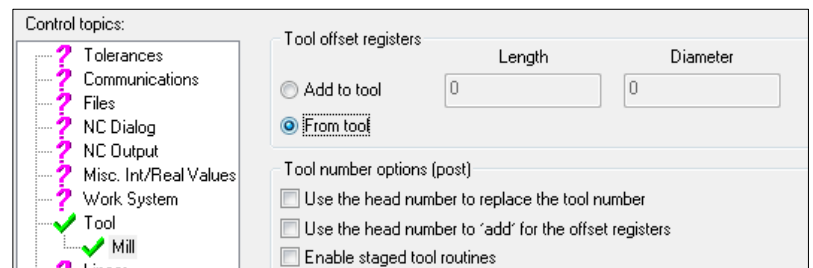 Control topics:
Tolerances
Communications
Files
NC Dialog
NC Output
Misc. Int/Real Values
Work System
Tool
Mill
Tool offset registers
Length
Diameter
Add to tool
0
0
From tool
Tool number options (post)
Use the head number to replace the tool number
Use the head number to 'add' for the offset registers
Enable staged tool routines